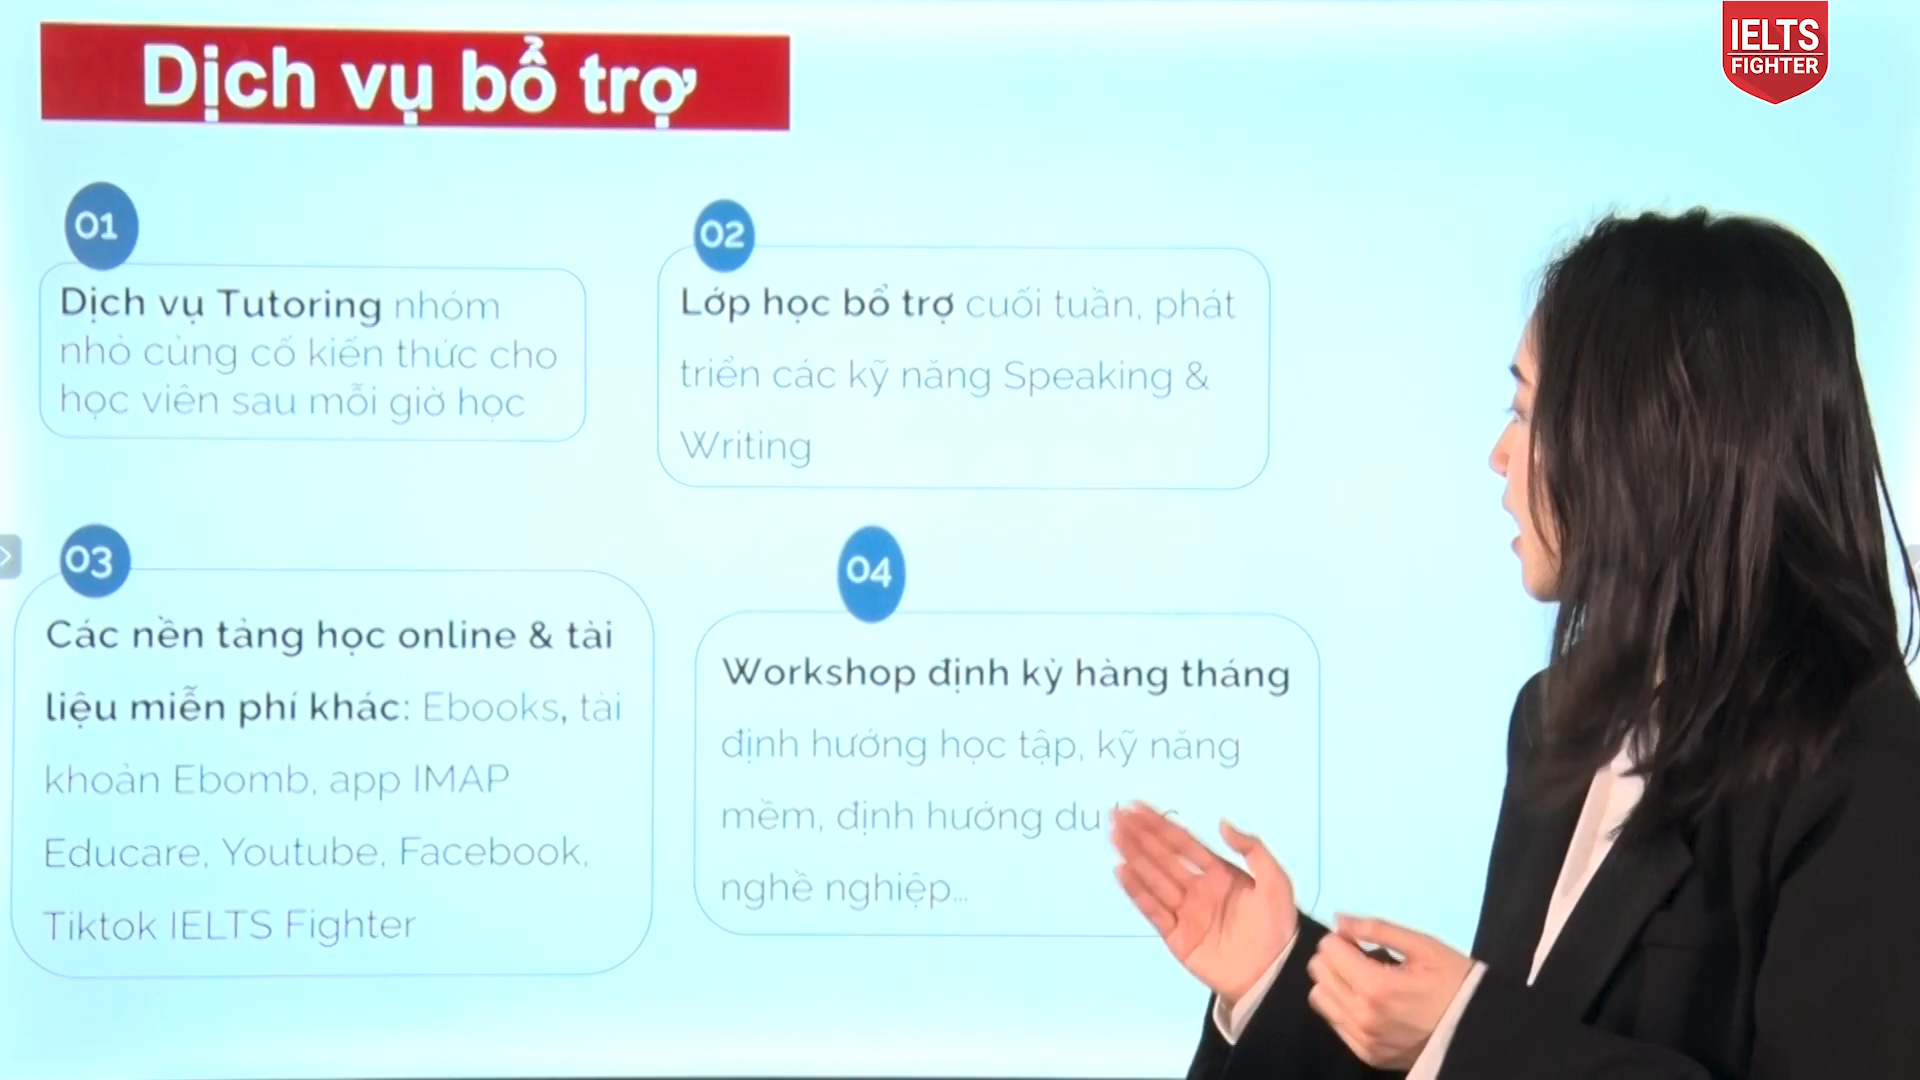 Dịch vụ bổ trợ
IELTS
FIGHTER
01
Dịch vụ Tutoring nhóm
nhỏ củng cố kiến thức cho
học viên sau mỗi giờ học
02
Lớp học bổ trợ cuối tuần, phát
triển các kỹ năng Speaking &
Writing
03
Các nền tảng học online & tài
liệu miễn phí khác: Ebooks, tài
khoản Ebomb, app IMAP
Educare, Youtube, Facebook,
Tiktok IELTS Fighter
04
Workshop định kỳ hàng tháng
định hướng học tập, kỹ năng
mềm, định hướng du
nghề nghiệp...